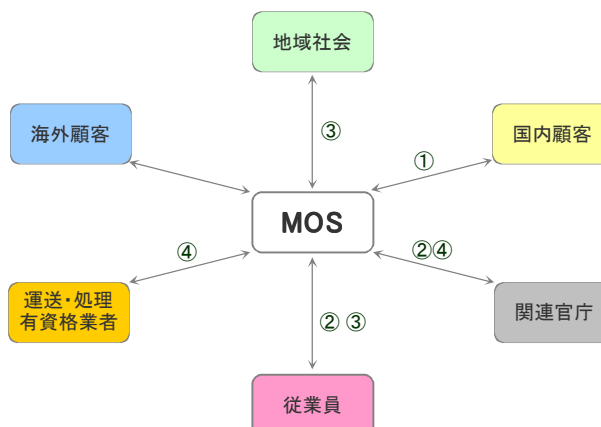 地域社会
③
海外顧客
国内顧客
①
MOS
④
②④
運送・処理
有資格業者
関連官庁
② ③
従業員